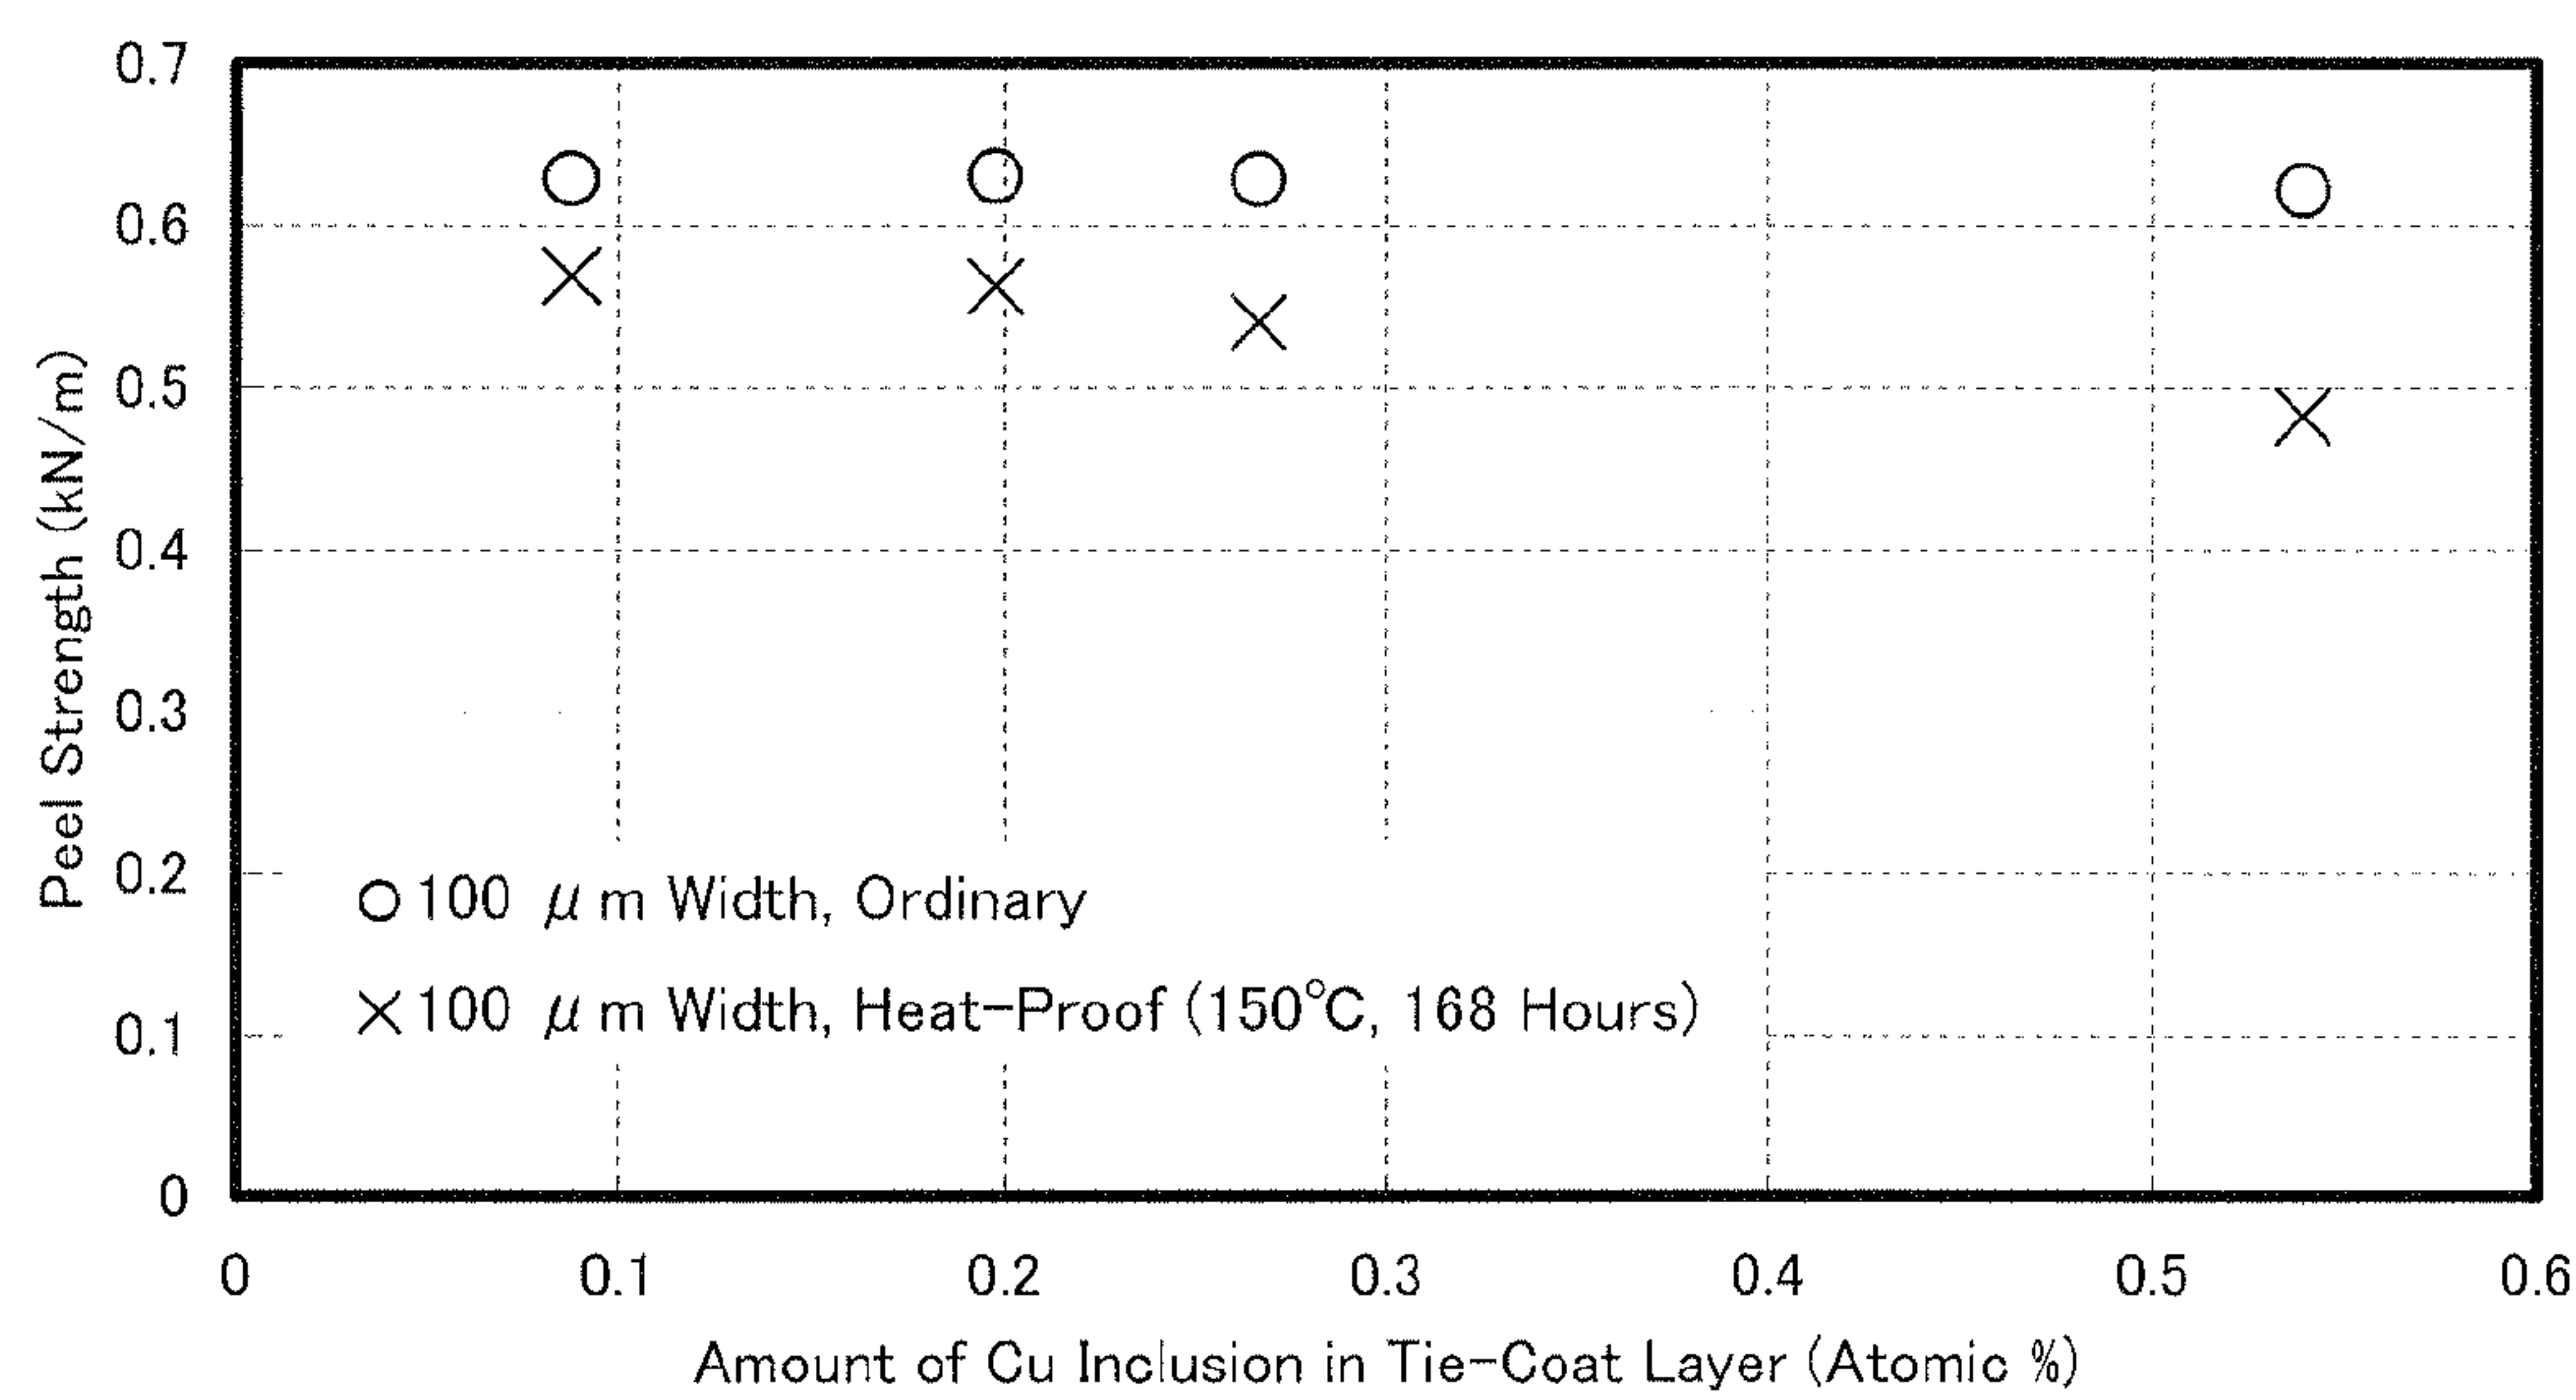 Peel Strength (kN/m)
0.7
0.6
0.5
0.4
0.3
0.2
0.1
0
○ 100 μm Width, Ordinary
× 100 μm Width, Heat-Proof (150℃, 168 Hours)
0 0.1 0.2 0.3 0.4 0.5 0.6
Amount of Cu Inclusion in Tie-Coat Layer (Atomic %)